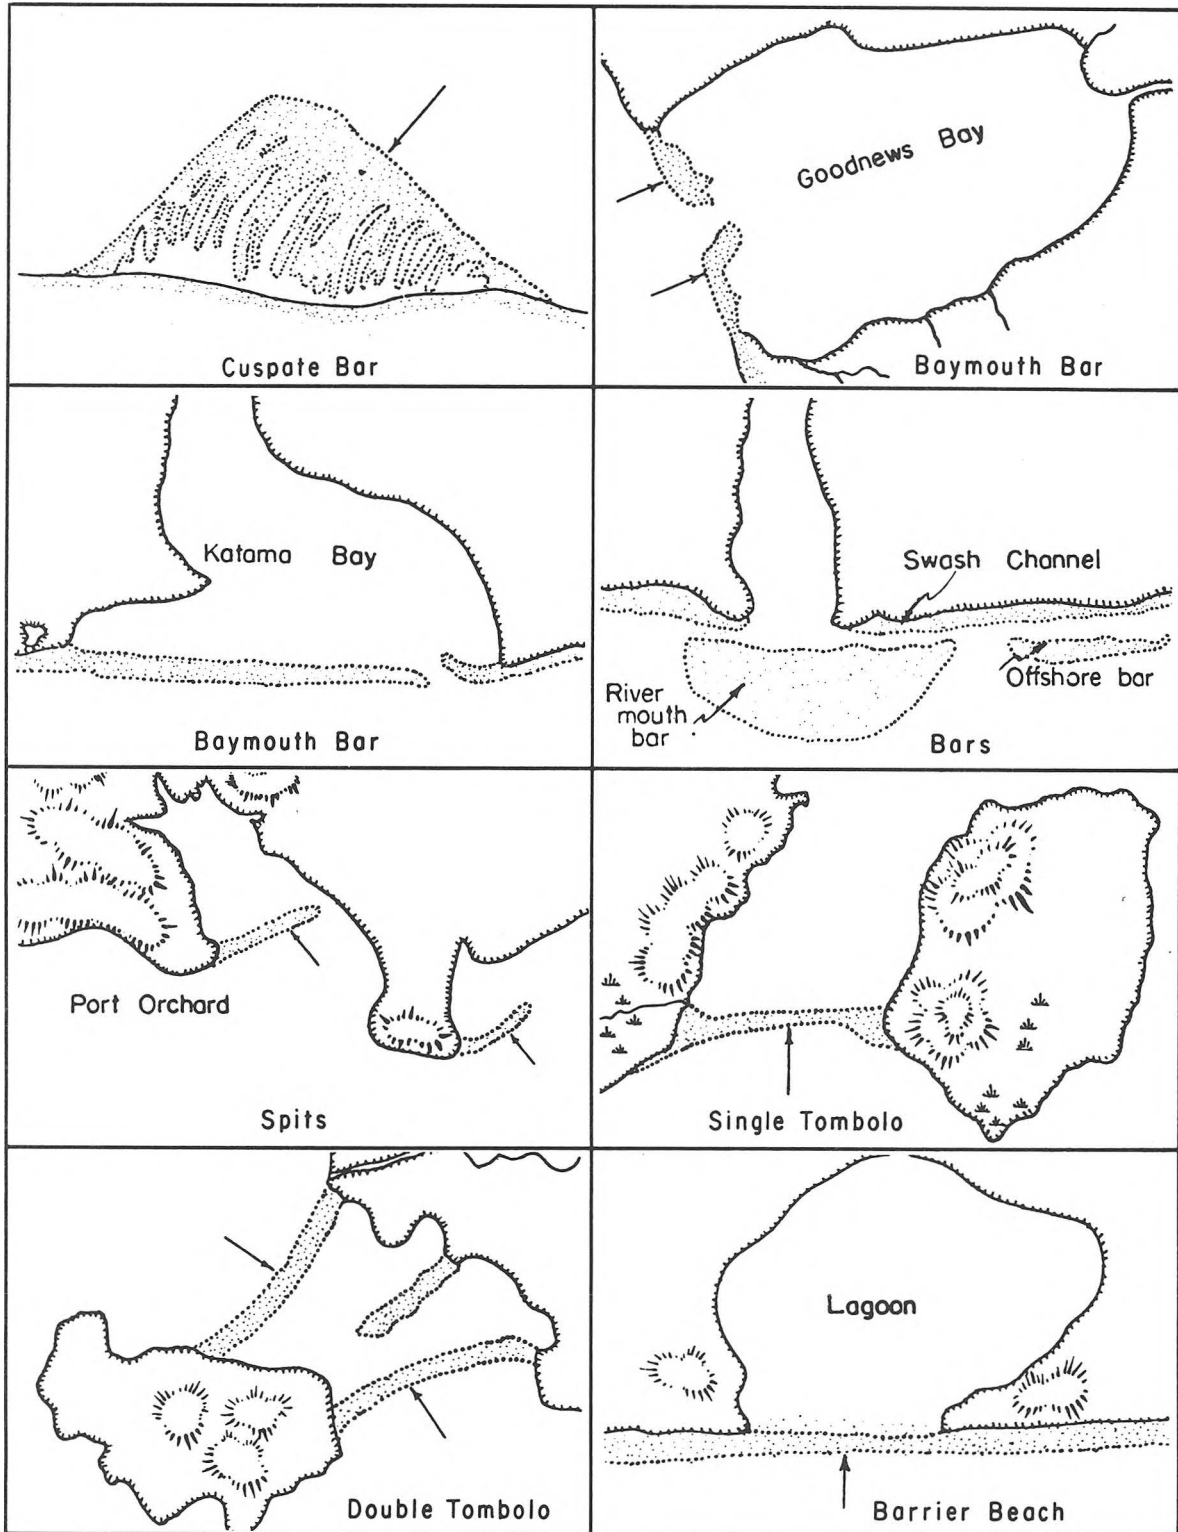 Cuspate Bar
Goodnews Bay
Baymouth Bar
Katama Bay
Baymouth Bar
Swash Channel
Offshore bar
River
mouth
bar
Bars
Port Orchard
Spits
Single Tombolo
Double Tombolo
Lagoon
Barrier Beach